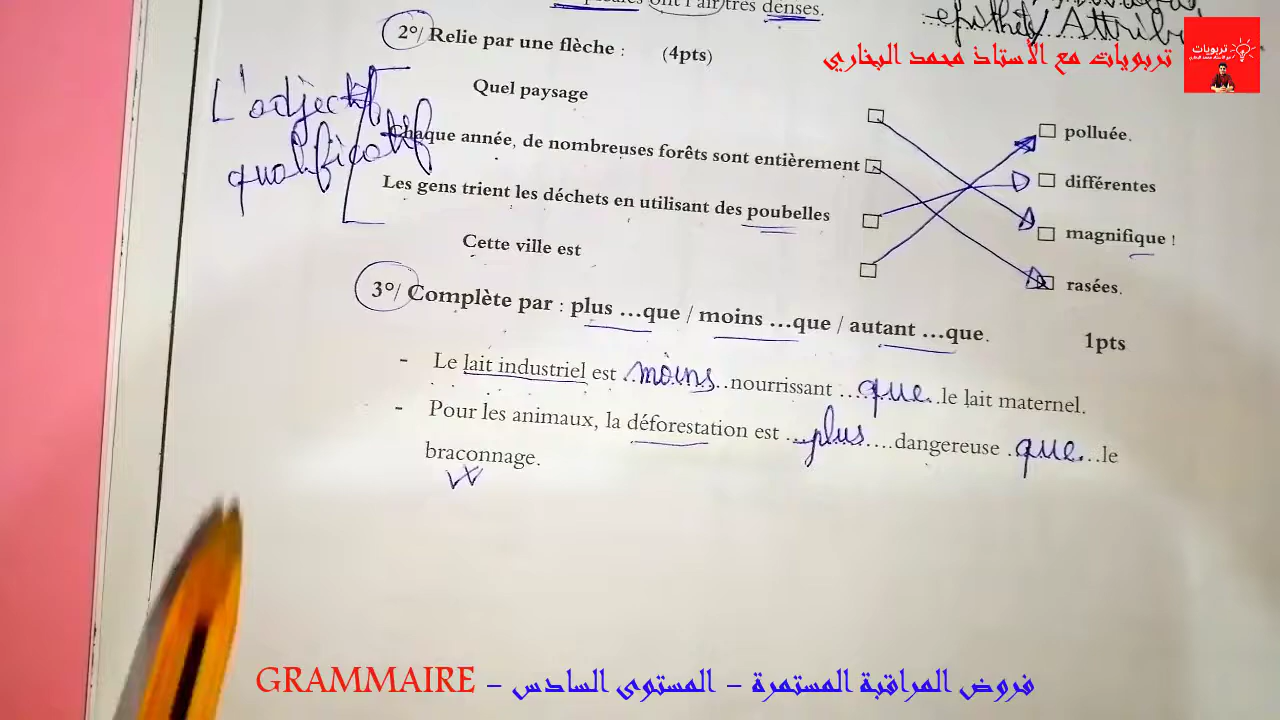 ont l'air très denses.
épithète/ Attrib
تربويات مع الأستاذ محمد البخاري
تربويات
2°/ Relie par une flèche : (4pts)
L'adjectif
qualificatif
Quel paysage
Chaque année, de nombreuses forêts sont entièrement
Les gens trient les déchets en utilisant des poubelles
Cette ville est
polluée.
différentes
magnifique !
rasées.
3°/ Complète par : plus ...que / moins ...que / autant ...que. 1pts
- Le lait industriel est ..moins..nourrissant ...que..le lait maternel.
- Pour les animaux, la déforestation est ..plus....dangereuse .que...le
braconnage.
GRAMMAIRE – فروض المراقبة المستمرة – المستوى السادس